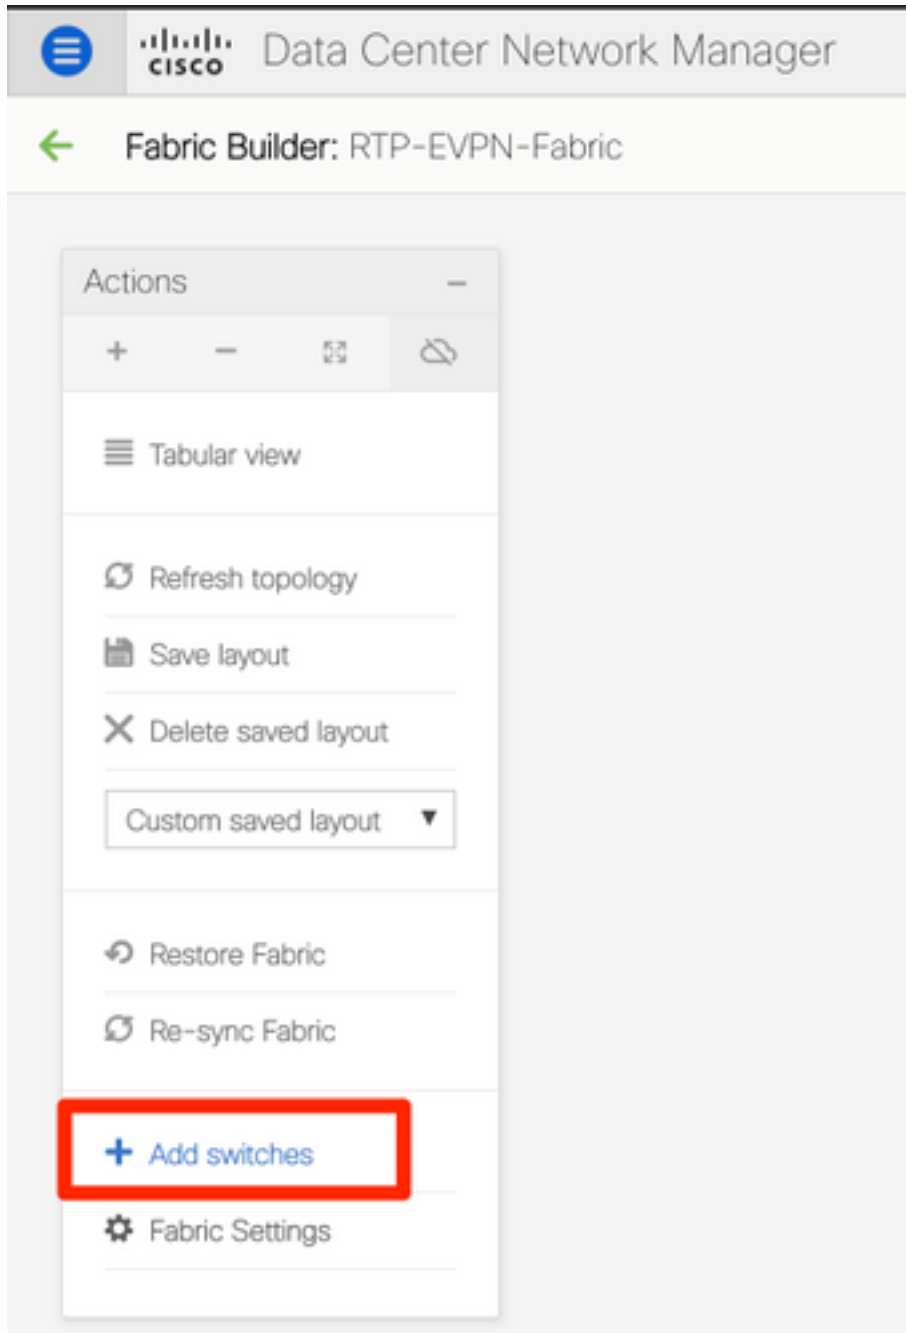 CISCO Data Center Network Manager
Fabric Builder: RTP-EVPN-Fabric
Actions
Tabular view
Refresh topology
Save layout
Delete saved layout
Custom saved layout
Restore Fabric
Re-sync Fabric
Add switches
Fabric Settings